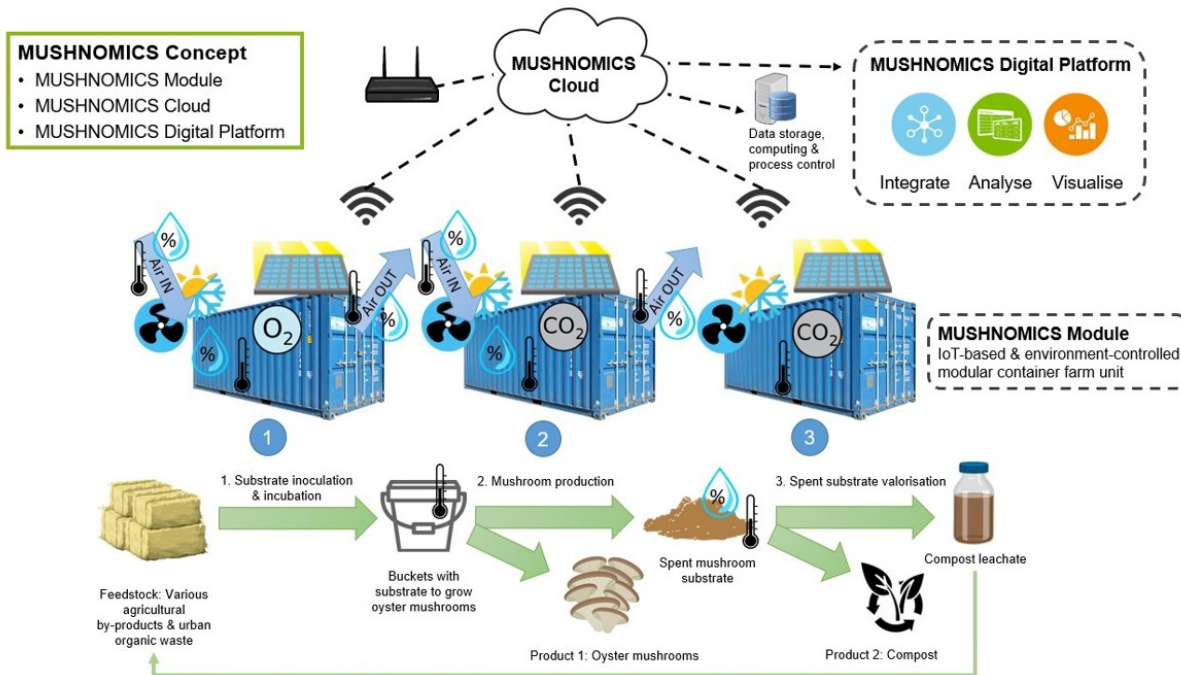 MUSHNOMICS Concept
• MUSHNOMICS Module
• MUSHNOMICS Cloud
• MUSHNOMICS Digital Platform
MUSHNOMICS
Cloud
Data storage,
computing &
process control
MUSHNOMICS Digital Platform
Integrate
Analyse
Visualise
%
Air IN
%
O2
Air OUT
%
%
Air IN
%
CO2
Air OUT
%
CO2
MUSHNOMICS Module
IoT-based & environment-controlled
modular container farm unit
1
2
3
1. Substrate inoculation
& incubation
2. Mushroom production
%
3. Spent substrate valorisation
Feedstock: Various
agricultural
by-products & urban
organic waste
Buckets with
substrate to grow
oyster mushrooms
Spent mushroom
substrate
Compost leachate
Product 1: Oyster mushrooms
Product 2: Compost